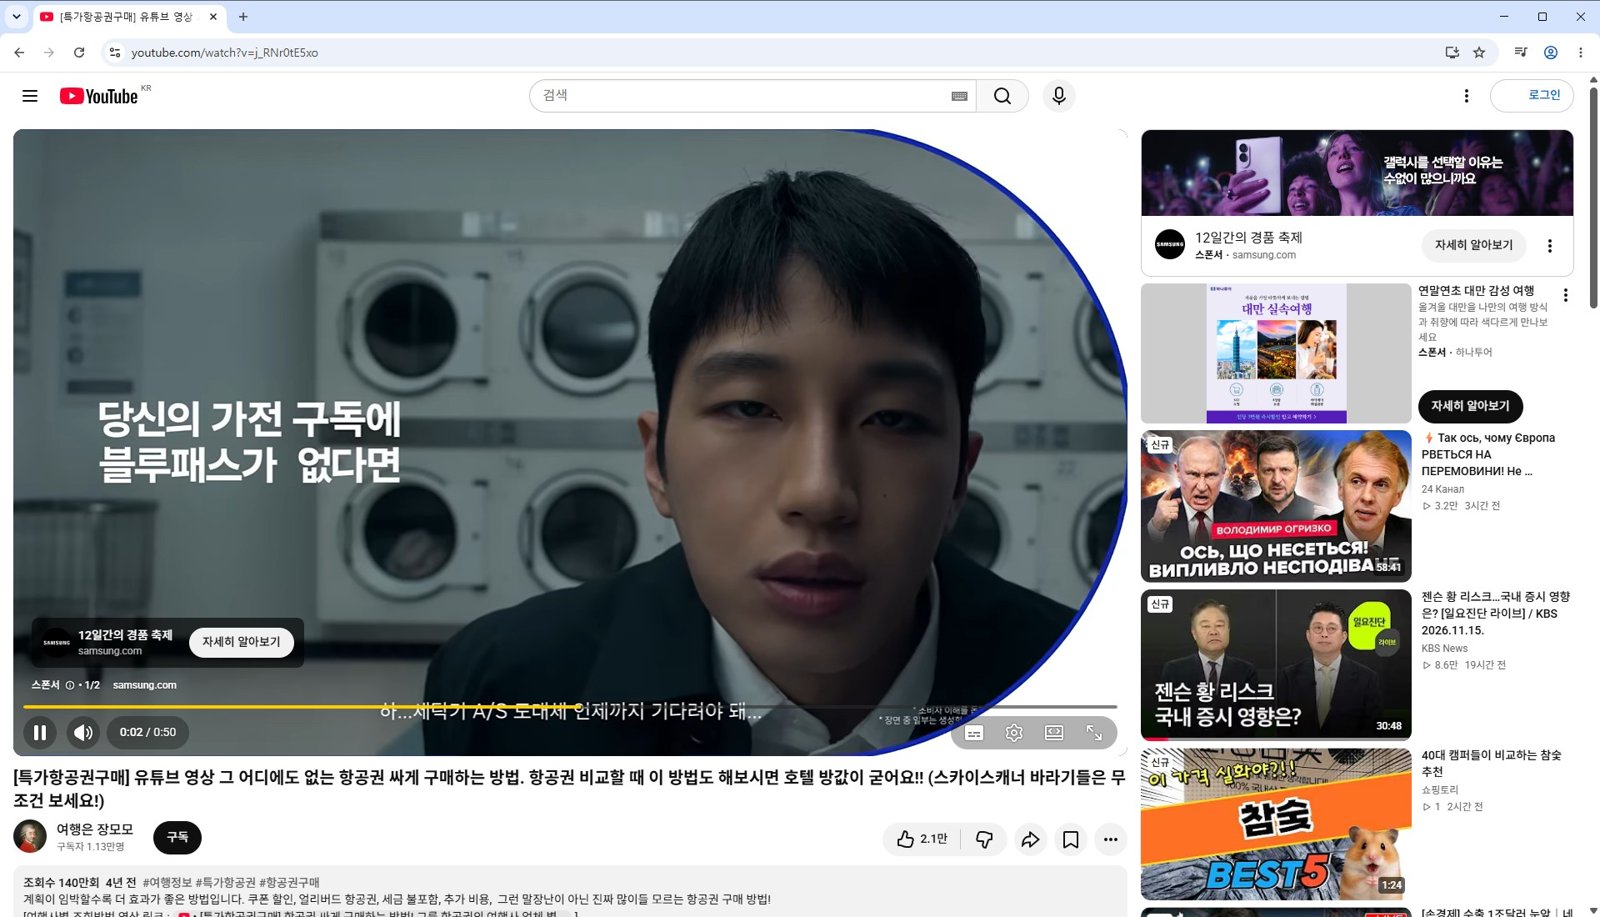 [특가항공권구매] 유튜브 영상
youtube.com/watch?v=j_RNr0tE5xo
YouTube KR
검색
로그인
당신의 가전 구독에
블루패스가 없다면
SAMSUNG
12일간의 경품 축제
samsung.com
자세히 알아보기
스폰서 · 1/2 samsung.com
하...세탁기 A/S 도대체 언제까지 기다려야 돼...
0:02 / 0:50
[특가항공권구매] 유튜브 영상 그 어디에도 없는 항공권 싸게 구매하는 방법. 항공권 비교할 때 이 방법도 해보시면 호텔 방값이 굳어요!! (스카이스캐너 바라기들은 무
조건 보세요!)
여행은 장모모
구독자 1.13만명
구독
2.1만
조회수 140만회 4년 전 #여행정보 #특가항공권 #항공권구매
계획이 임박할수록 더 효과가 좋은 방법입니다. 쿠폰 할인, 얼리버드 항공권, 세금 불포함, 추가 비용, 그런 말장난이 아닌 진짜 많이들 모르는 항공권 구매 방법!
갤럭시를 선택할 이유는
수없이 많으니까요
SAMSUNG
12일간의 경품 축제
스폰서 · samsung.com
자세히 알아보기
대만 실속여행
연말연초 대만 감성 여행
올겨울 대만을 나만의 여행 방식
과 취향에 따라 색다르게 만나보
세요
스폰서 · 하나투어
자세히 알아보기
신규
ВОЛОДИМИР ОГРИЗКО
ОСЬ, ЩО НЕСЕТЬСЯ!
ВИПЛИВЛО НЕСПОДІВАНЕ
58:41
Так ось, чому Європа
РВЕТЬСЯ НА
ПЕРЕМОВИНИ! Не ...
24 Канал
3.2만 3시간 전
신규
일요진단
라이브
젠슨 황 리스크
국내 증시 영향은?
30:48
젠슨 황 리스크...국내 증시 영향
은? [일요진단 라이브] / KBS
2026.11.15.
KBS News
8.6만 19시간 전
신규
이 가격 실화야?!!
참숯
BEST5
1:24
40대 캠퍼들이 비교하는 참숯
추천
쇼핑토리
1 2시간 전